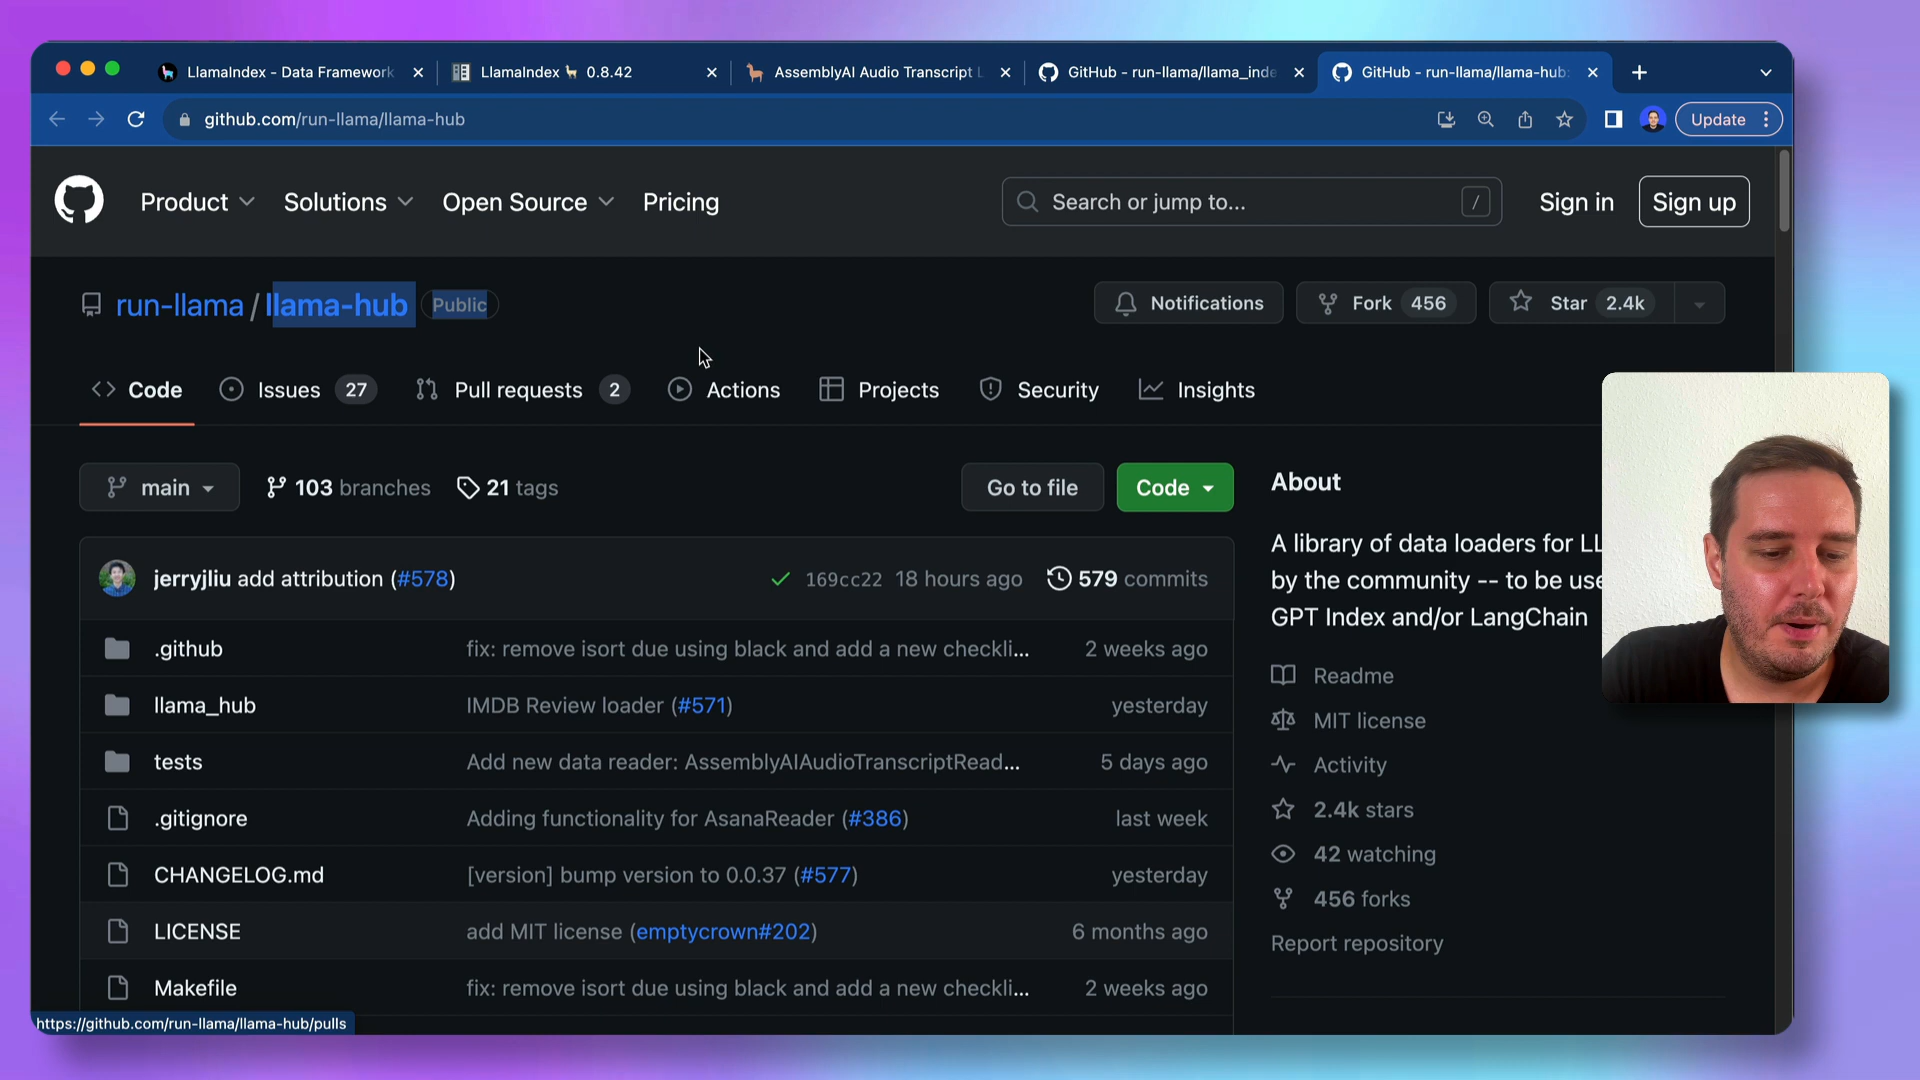 LlamaIndex - Data Framework
LlamaIndex 🦙 0.8.42
AssemblyAI Audio Transcript L
GitHub - run-llama/llama_inde
GitHub - run-llama/llama-hub:
github.com/run-llama/llama-hub
Update
Product
Solutions
Open Source
Pricing
Search or jump to...
/
Sign in
Sign up
run-llama / llama-hub
Public
Notifications
Fork 456
Star 2.4k
Code
Issues 27
Pull requests 2
Actions
Projects
Security
Insights
main
103 branches
21 tags
Go to file
Code
About
A library of data loaders for LL
by the community -- to be use
GPT Index and/or LangChain
jerryjliu add attribution (#578)
169cc22 18 hours ago
579 commits
.github
fix: remove isort due using black and add a new checkli...
2 weeks ago
llama_hub
IMDB Review loader (#571)
yesterday
tests
Add new data reader: AssemblyAIAudioTranscriptRead...
5 days ago
.gitignore
Adding functionality for AsanaReader (#386)
last week
CHANGELOG.md
[version] bump version to 0.0.37 (#577)
yesterday
LICENSE
add MIT license (emptycrown#202)
6 months ago
Makefile
fix: remove isort due using black and add a new checkli...
2 weeks ago
Readme
MIT license
Activity
2.4k stars
42 watching
456 forks
Report repository
https://github.com/run-llama/llama-hub/pulls